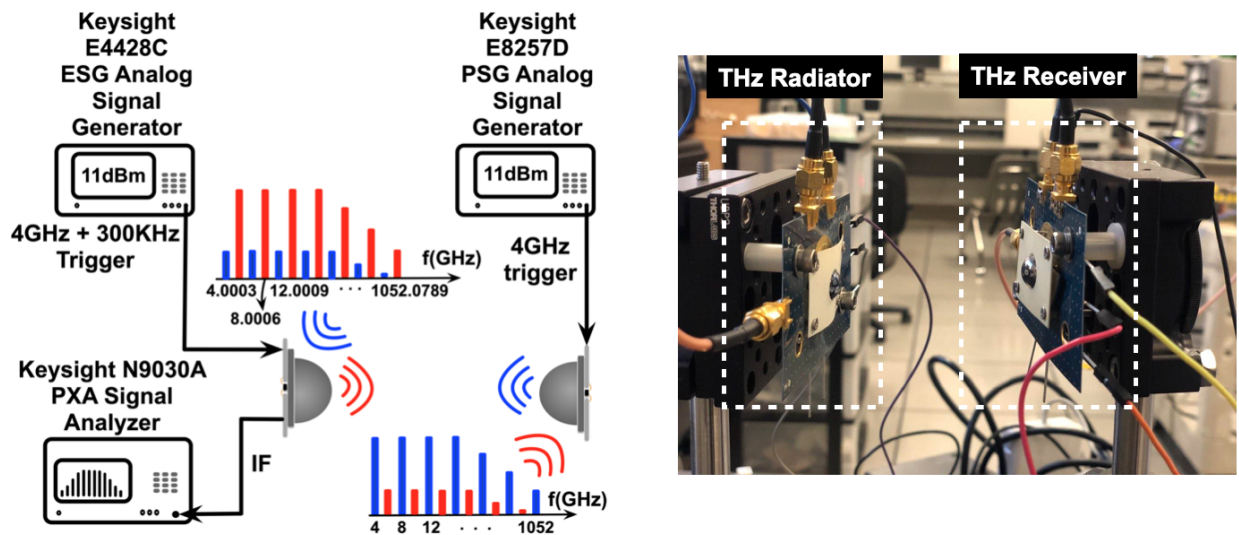 Keysight
E4428C
ESG Analog
Signal
Generator
11dBm
4GHz + 300KHz
Trigger
Keysight
E8257D
PSG Analog
Signal
Generator
11dBm
4GHz
trigger
f(GHz)
4.0003 12.0009 · · · 1052.0789
8.0006
Keysight N9030A
PXA Signal
Analyzer
IF
f(GHz)
4 8 12 · · · 1052
THz Radiator
THz Receiver